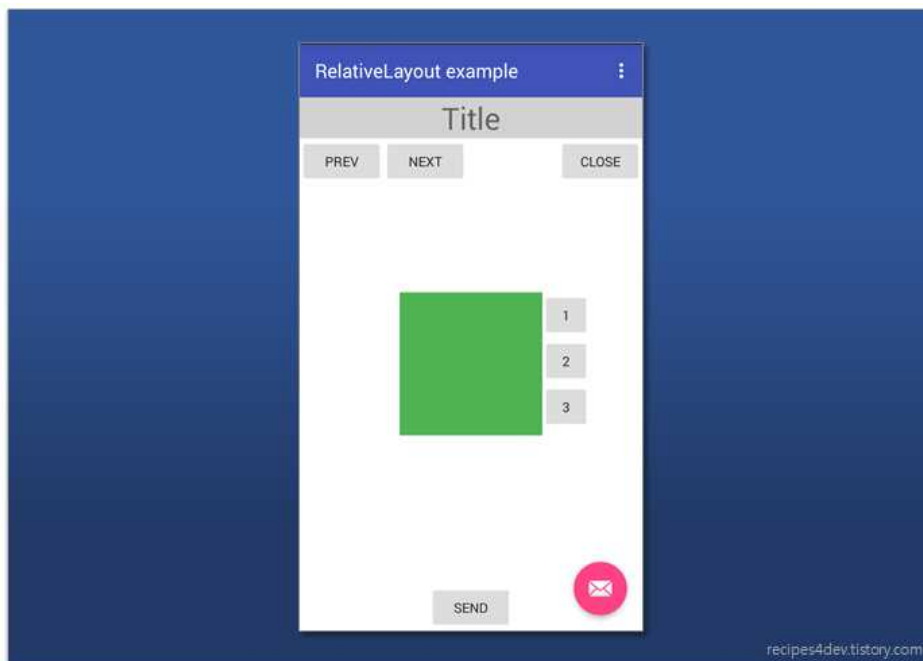 RelativeLayout example
Title
PREV NEXT CLOSE
1
2
3
SEND
recipes4dev.tistory.com